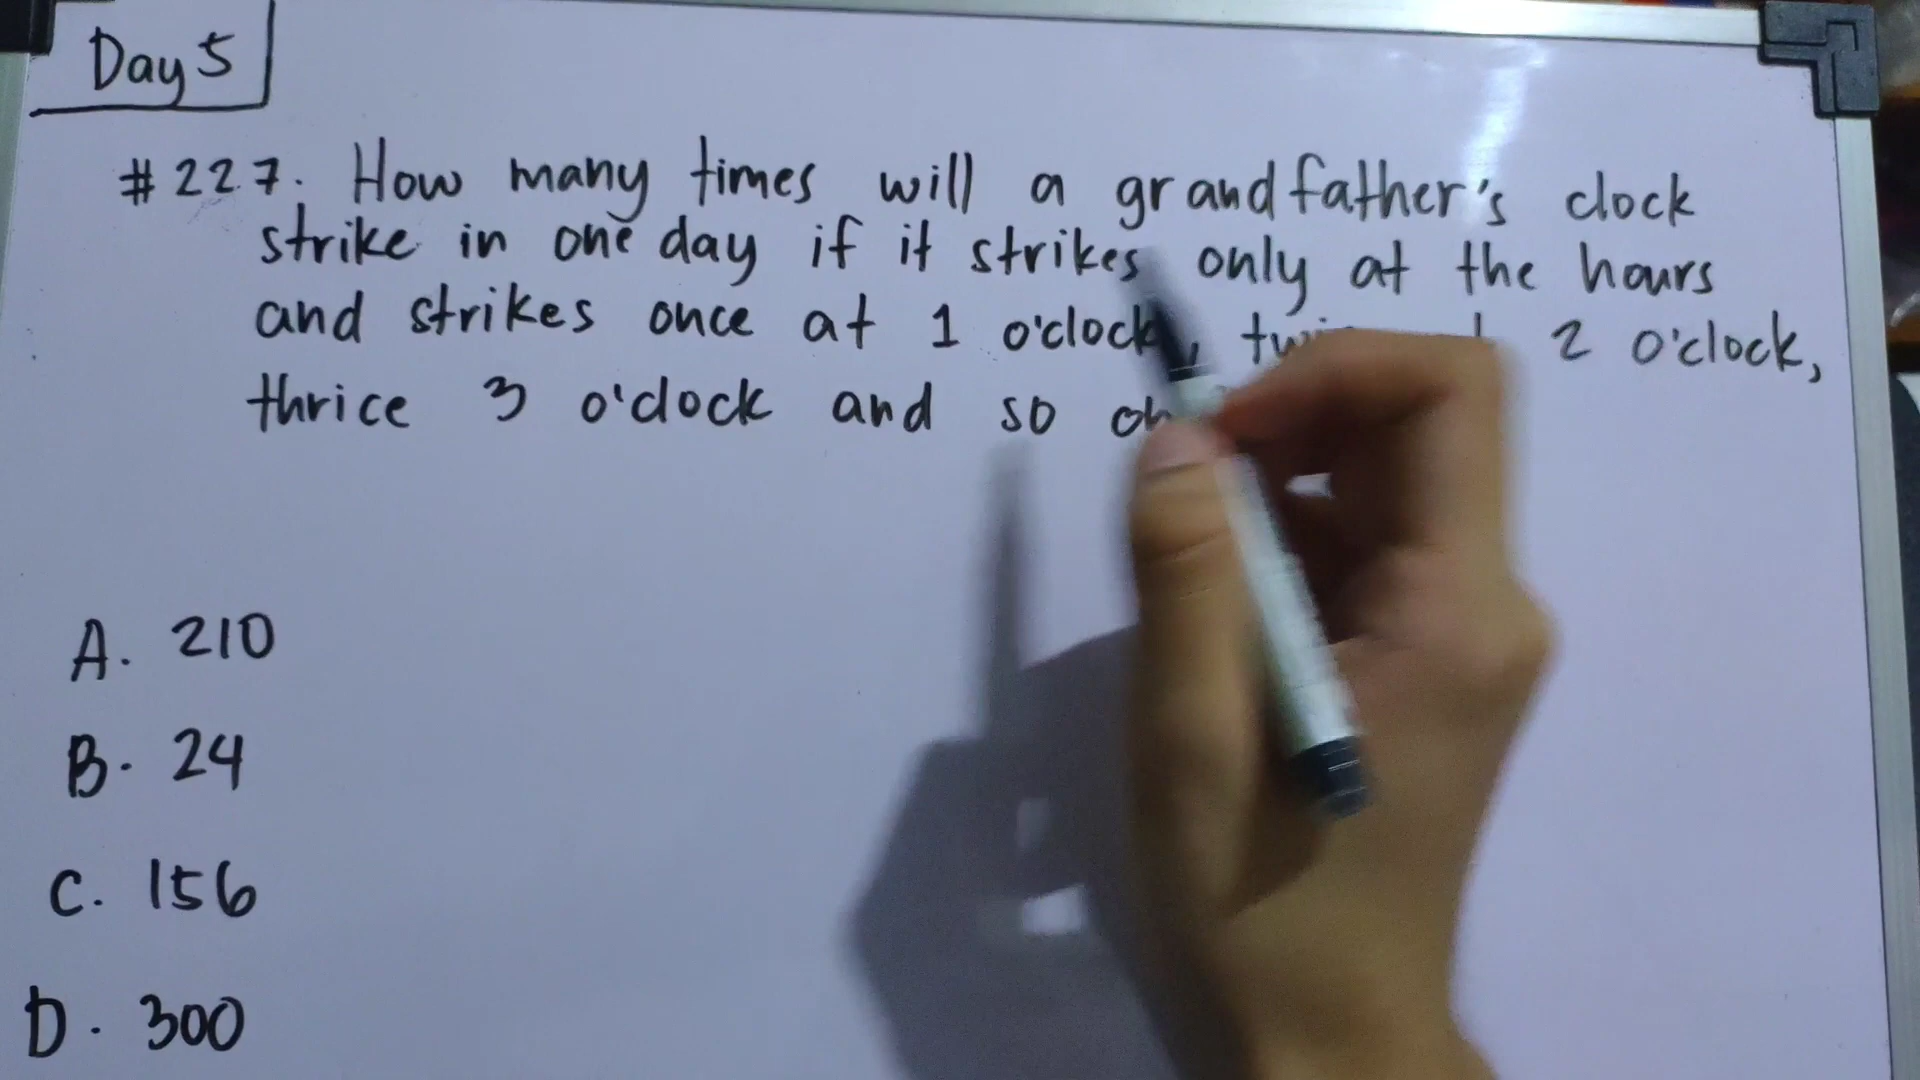 Day 5
#227. How many times will a grandfather's clock
strike in one day if it strikes only at the hours
and strikes once at 1 o'clock, 2 o'clock,
thrice 3 o'clock and so on
A. 210
B. 24
C. 156
D. 300